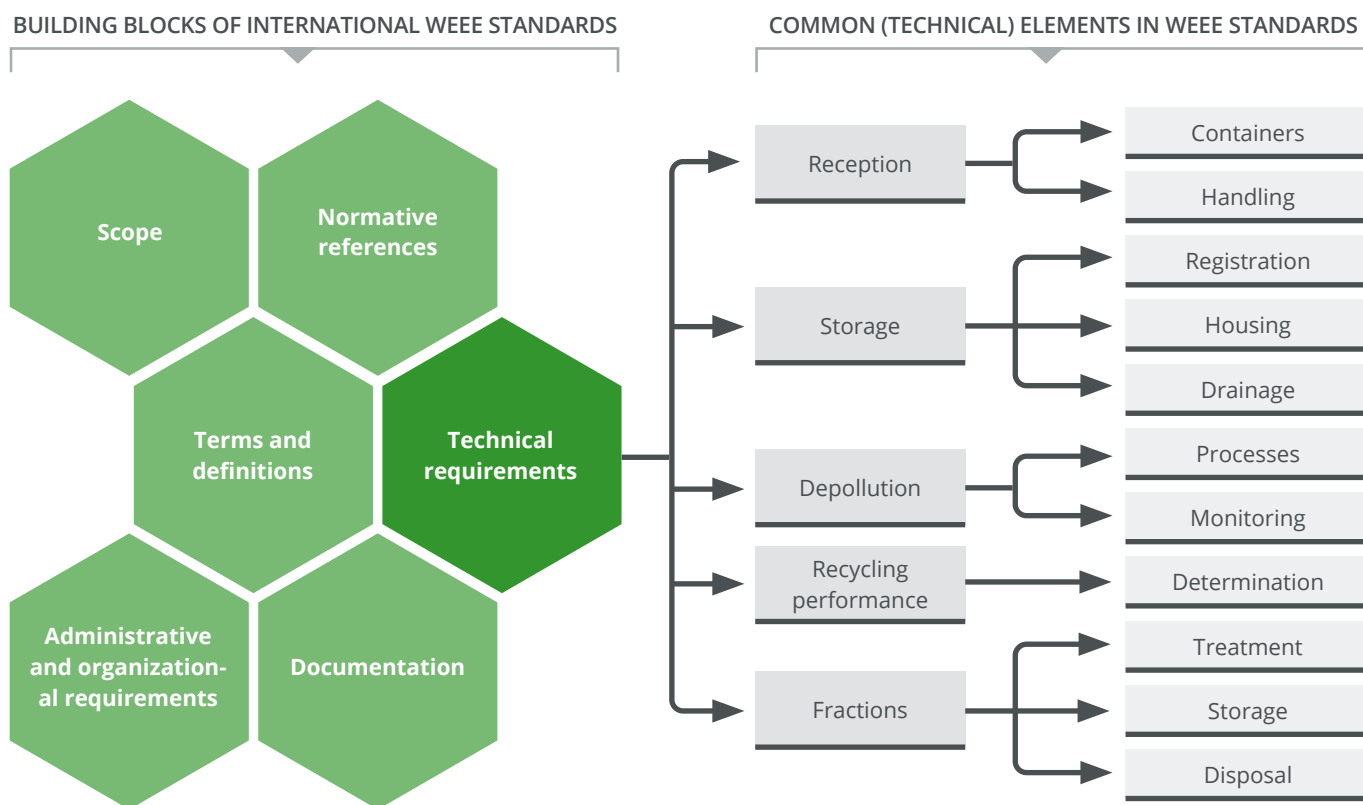 BUILDING BLOCKS OF INTERNATIONAL WEEE STANDARDS
Scope
Normative
references
Terms and
definitions
Technical
requirements
Administrative
and organization-
al requirements
Documentation
COMMON (TECHNICAL) ELEMENTS IN WEEE STANDARDS
Reception
Containers
Handling
Storage
Registration
Housing
Drainage
Depollution
Processes
Monitoring
Recycling
performance
Determination
Fractions
Treatment
Storage
Disposal